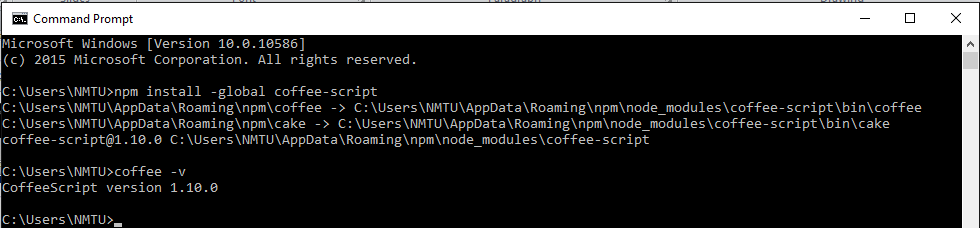 Command Prompt
Microsoft Windows [Version 10.0.10586]
(c) 2015 Microsoft Corporation. All rights reserved.
C:\Users\NMTU>npm install -global coffee-script
C:\Users\NMTU\AppData\Roaming\npm\coffee -> C:\Users\NMTU\AppData\Roaming\npm\node_modules\coffee-script\bin\coffee
C:\Users\NMTU\AppData\Roaming\npm\cake -> C:\Users\NMTU\AppData\Roaming\npm\node_modules\coffee-script\bin\cake
coffee-script@1.10.0 C:\Users\NMTU\AppData\Roaming\npm\node_modules\coffee-script
C:\Users\NMTU>coffee -v
CoffeeScript version 1.10.0
C:\Users\NMTU>